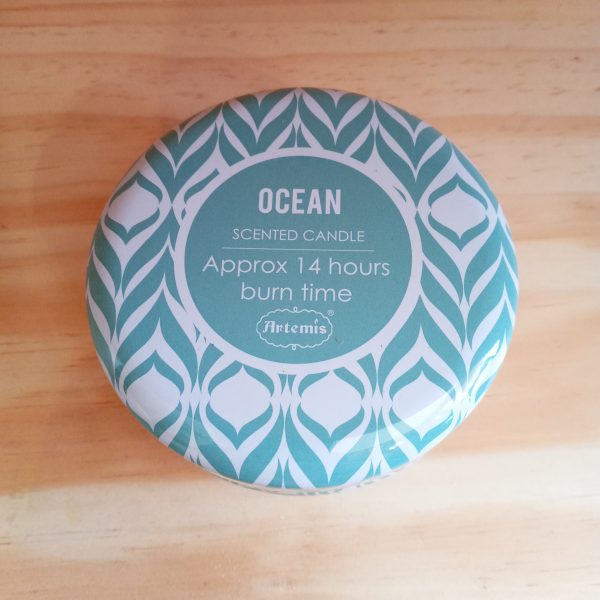 OCEAN
SCENTED CANDLE
Approx 14 hours
burn time
Artemis®